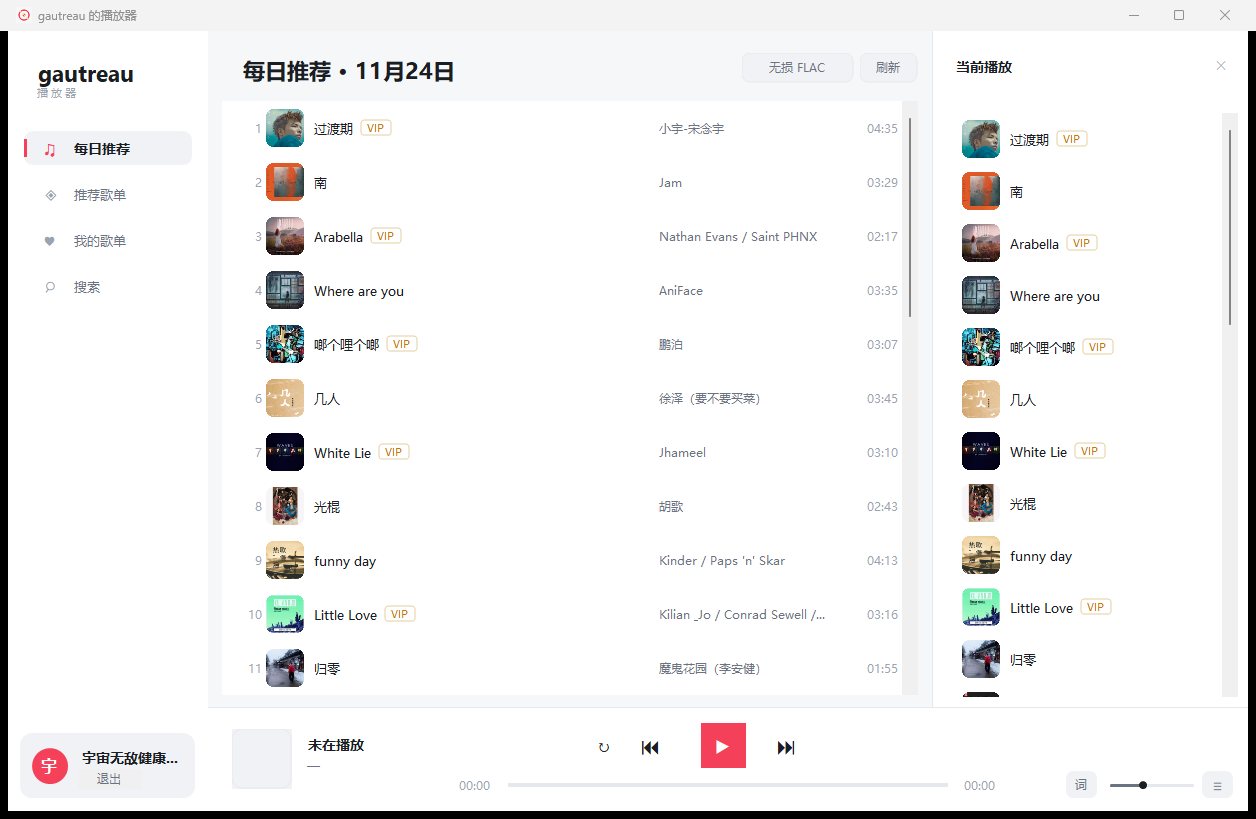 gautreau 的播放器
gautreau
播放器
每日推荐
推荐歌单
我的歌单
搜索
宇
宇宙无敌健康...
退出
每日推荐 • 11月24日
无损 FLAC
刷新
1 过渡期 VIP 小宇-宋念宇 04:35
2 南 Jam 03:29
3 Arabella VIP Nathan Evans / Saint PHNX 02:17
4 Where are you AniFace 03:35
5 啷个哩个啷 VIP 鹏泊 03:07
6 几人 徐泽（要不要买菜） 03:45
7 White Lie VIP Jhameel 03:10
8 光棍 胡歌 02:43
9 funny day Kinder / Paps 'n' Skar 04:13
10 Little Love VIP Kilian _Jo / Conrad Sewell /... 03:16
11 归零 魔鬼花园（李安健） 01:55
当前播放
过渡期 VIP
南
Arabella VIP
Where are you
啷个哩个啷 VIP
几人
White Lie VIP
光棍
funny day
Little Love VIP
归零
未在播放
—
00:00
00:00
词